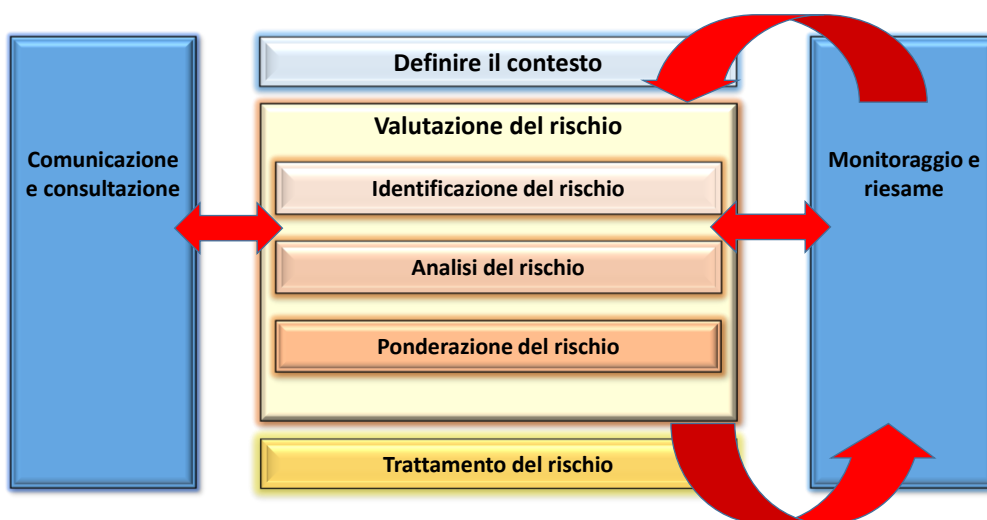 Definire il contesto
Valutazione del rischio
Comunicazione
e consultazione
Identificazione del rischio
Monitoraggio e
riesame
Analisi del rischio
Ponderazione del rischio
Trattamento del rischio